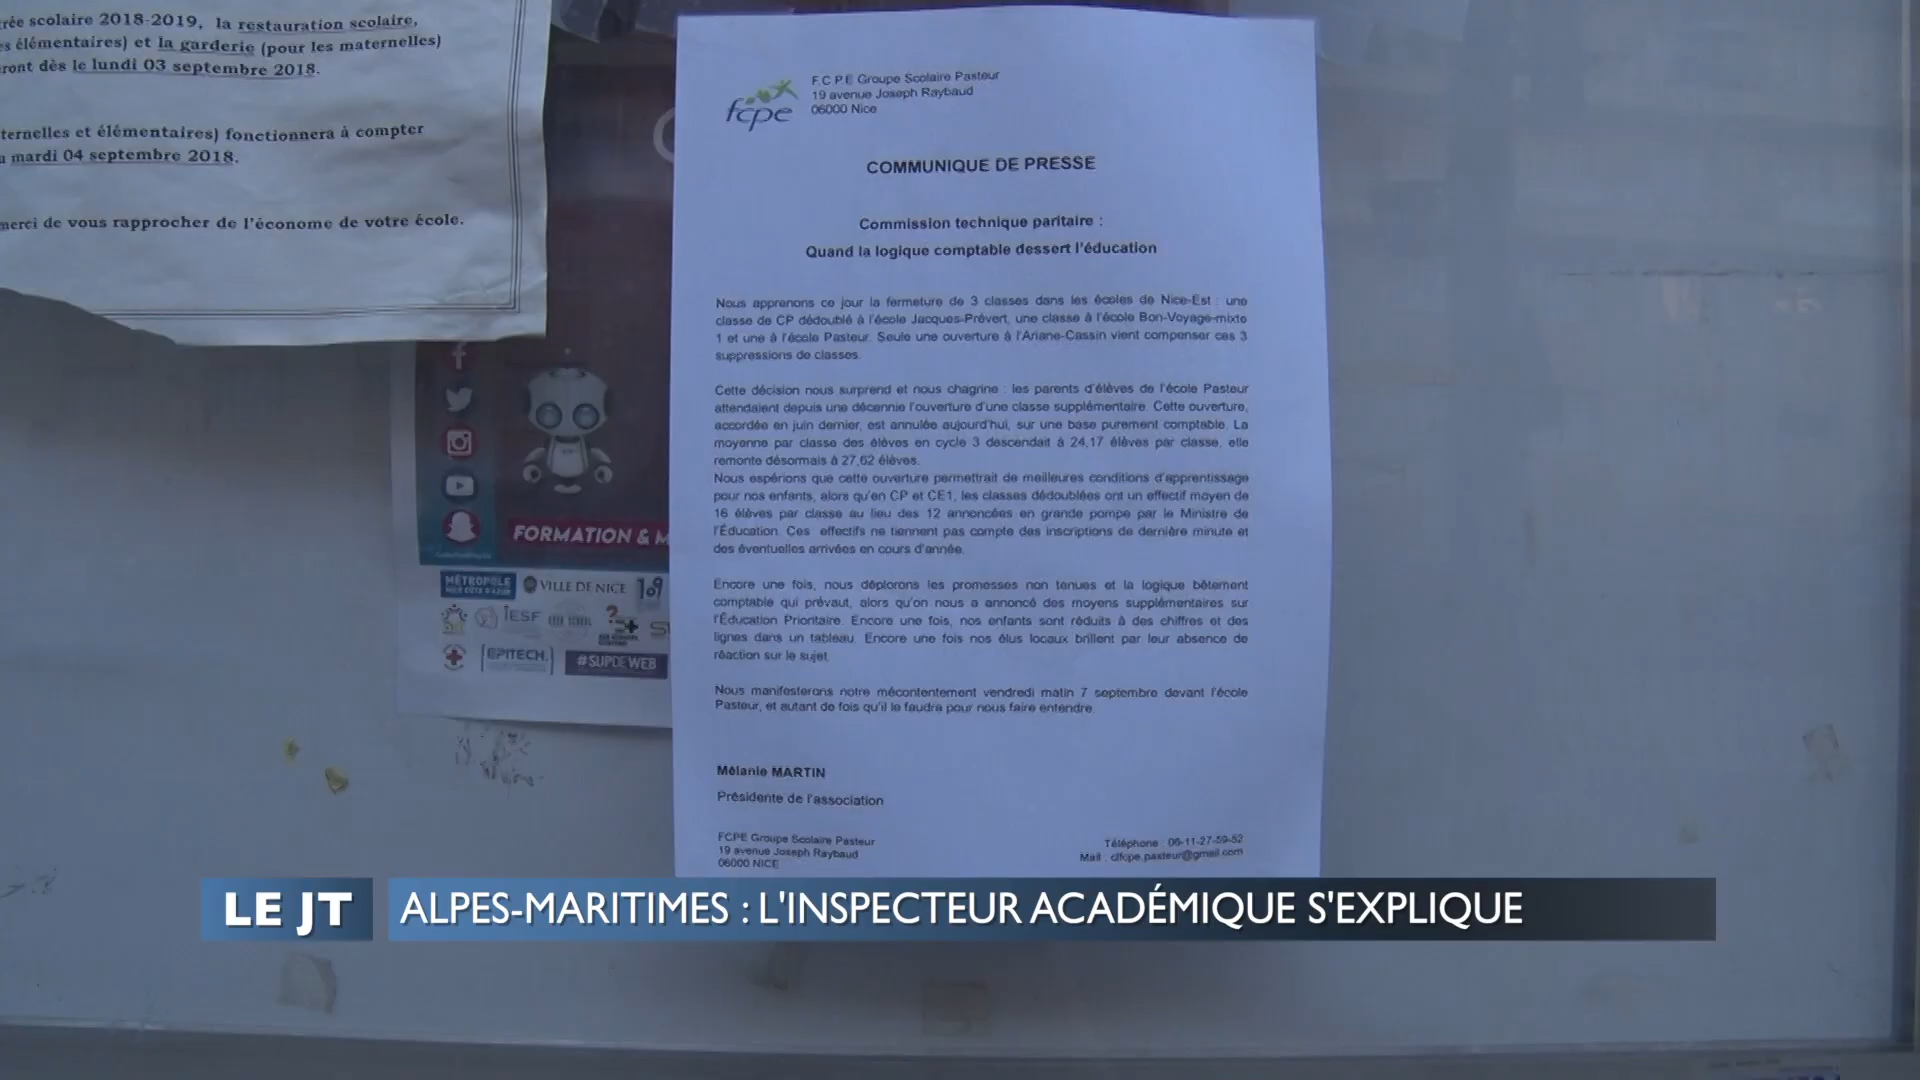 rée scolaire 2018-2019, la restauration scolaire,
s élémentaires) et la garderie (pour les maternelles)
ront dès le lundi 03 septembre 2018.
ternelles et élémentaires) fonctionnera à compter
mardi 04 septembre 2018.
merci de vous rapprocher de l'économe de votre école.
fcpe
F.C.P.E Groupe Scolaire Pasteur
19 avenue Joseph Raybaud
06000 Nice
COMMUNIQUE DE PRESSE
Commission technique paritaire :
Quand la logique comptable dessert l'éducation
Nous apprenons ce jour la fermeture de 3 classes dans les écoles de Nice-Est : une
classe de CP dédoublé à l'école Jacques-Prévert, une classe à l'école Bon-Voyage-mixte
1 et une à l'école Pasteur. Seule une ouverture à l'Ariane-Cassin vient compenser ces 3
suppressions de classes.
Cette décision nous surprend et nous chagrine : les parents d'élèves de l'école Pasteur
attendaient depuis une décennie l'ouverture d'une classe supplémentaire. Cette ouverture,
accordée en juin dernier, est annulée aujourd'hui, sur une base purement comptable. La
moyenne par classe des élèves en cycle 3 descendait à 24,17 élèves par classe, elle
remonte désormais à 27,62 élèves.
Nous espérions que cette ouverture permettrait de meilleures conditions d'apprentissage
pour nos enfants, alors qu'en CP et CE1, les classes dédoublées ont un effectif moyen de
16 élèves par classe au lieu des 12 annoncées en grande pompe par le Ministre de
l'Éducation. Ces effectifs ne tiennent pas compte des inscriptions de dernière minute et
des éventuelles arrivées en cours d'année.
Encore une fois, nous déplorons les promesses non tenues et la logique bêtement
comptable qui prévaut, alors qu'on nous a annoncé des moyens supplémentaires sur
l'Éducation Prioritaire. Encore une fois, nos enfants sont réduits à des chiffres et des
lignes dans un tableau. Encore une fois nos élus locaux brillent par leur absence de
réaction sur le sujet.
Nous manifesterons notre mécontentement vendredi matin 7 septembre devant l'école
Pasteur, et autant de fois qu'il le faudra pour nous faire entendre.
Mélanie MARTIN
Présidente de l'association
FCPE Groupe Scolaire Pasteur
19 avenue Joseph Raybaud
06000 NICE
Téléphone : 06-11-27-59-52
Mail : clfcpe.pasteur@gmail.com
FORMATION & M
MÉTROPOLE
NICE CÔTE D'AZUR
VILLE DE NICE
109
IESF
[EPITECH.]
#SUPDEWEB
LE JT
ALPES-MARITIMES : L'INSPECTEUR ACADÉMIQUE S'EXPLIQUE